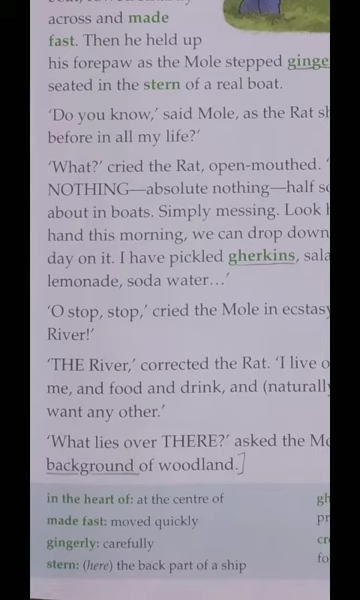 across and made
fast. Then he held up
his forepaw as the Mole stepped
seated in the stern of a real boat.
'Do you know,' said Mole, as the Rat
before in all my life?'
'What?' cried the Rat, open-mouthed. '
NOTHING—absolute nothing—half
about in boats. Simply messing. Look
hand this morning, we can drop down
day on it. I have pickled gherkins,
lemonade, soda water...'
'O stop, stop,' cried the Mole in ecstasy
River!'
'THE River,' corrected the Rat. 'I live
me, and food and drink, and (naturally
want any other.'
'What lies over THERE?' asked the
background of woodland.
in the heart of: at the centre of
made fast: moved quickly
gingerly: carefully
stern: (here) the back part of a ship